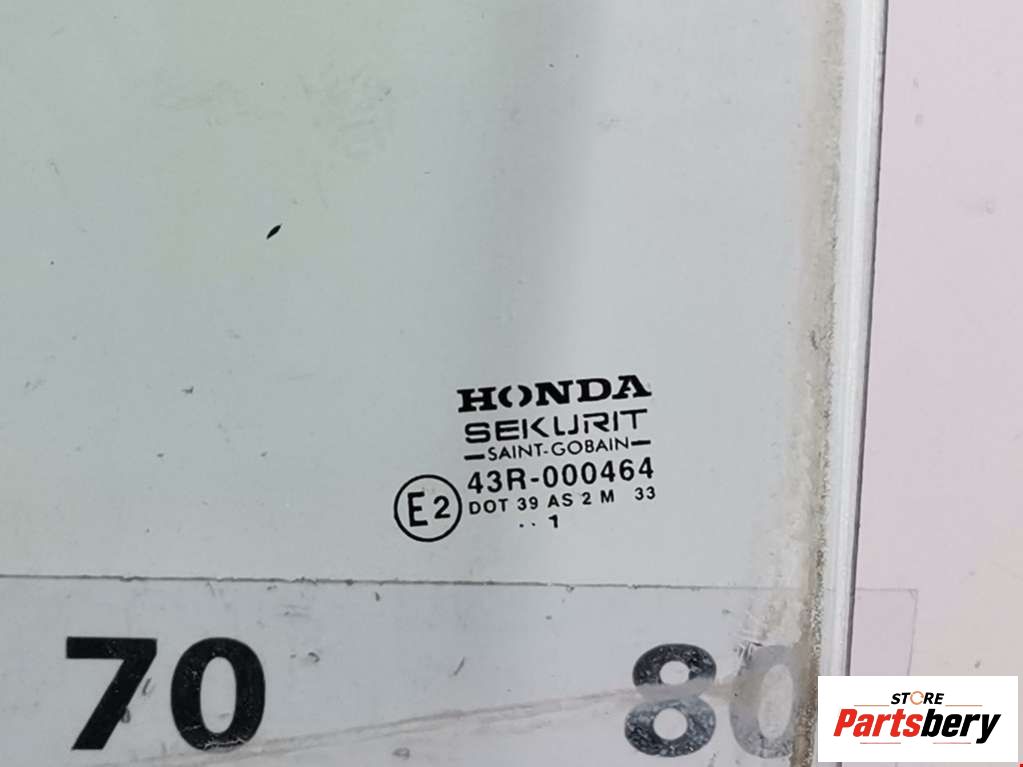 HONDA
SEKURIT
SAINT-GOBAIN
E2
43R-000464
DOT 39 AS 2 M 33
.. 1
70 80
STORE
Partsbery